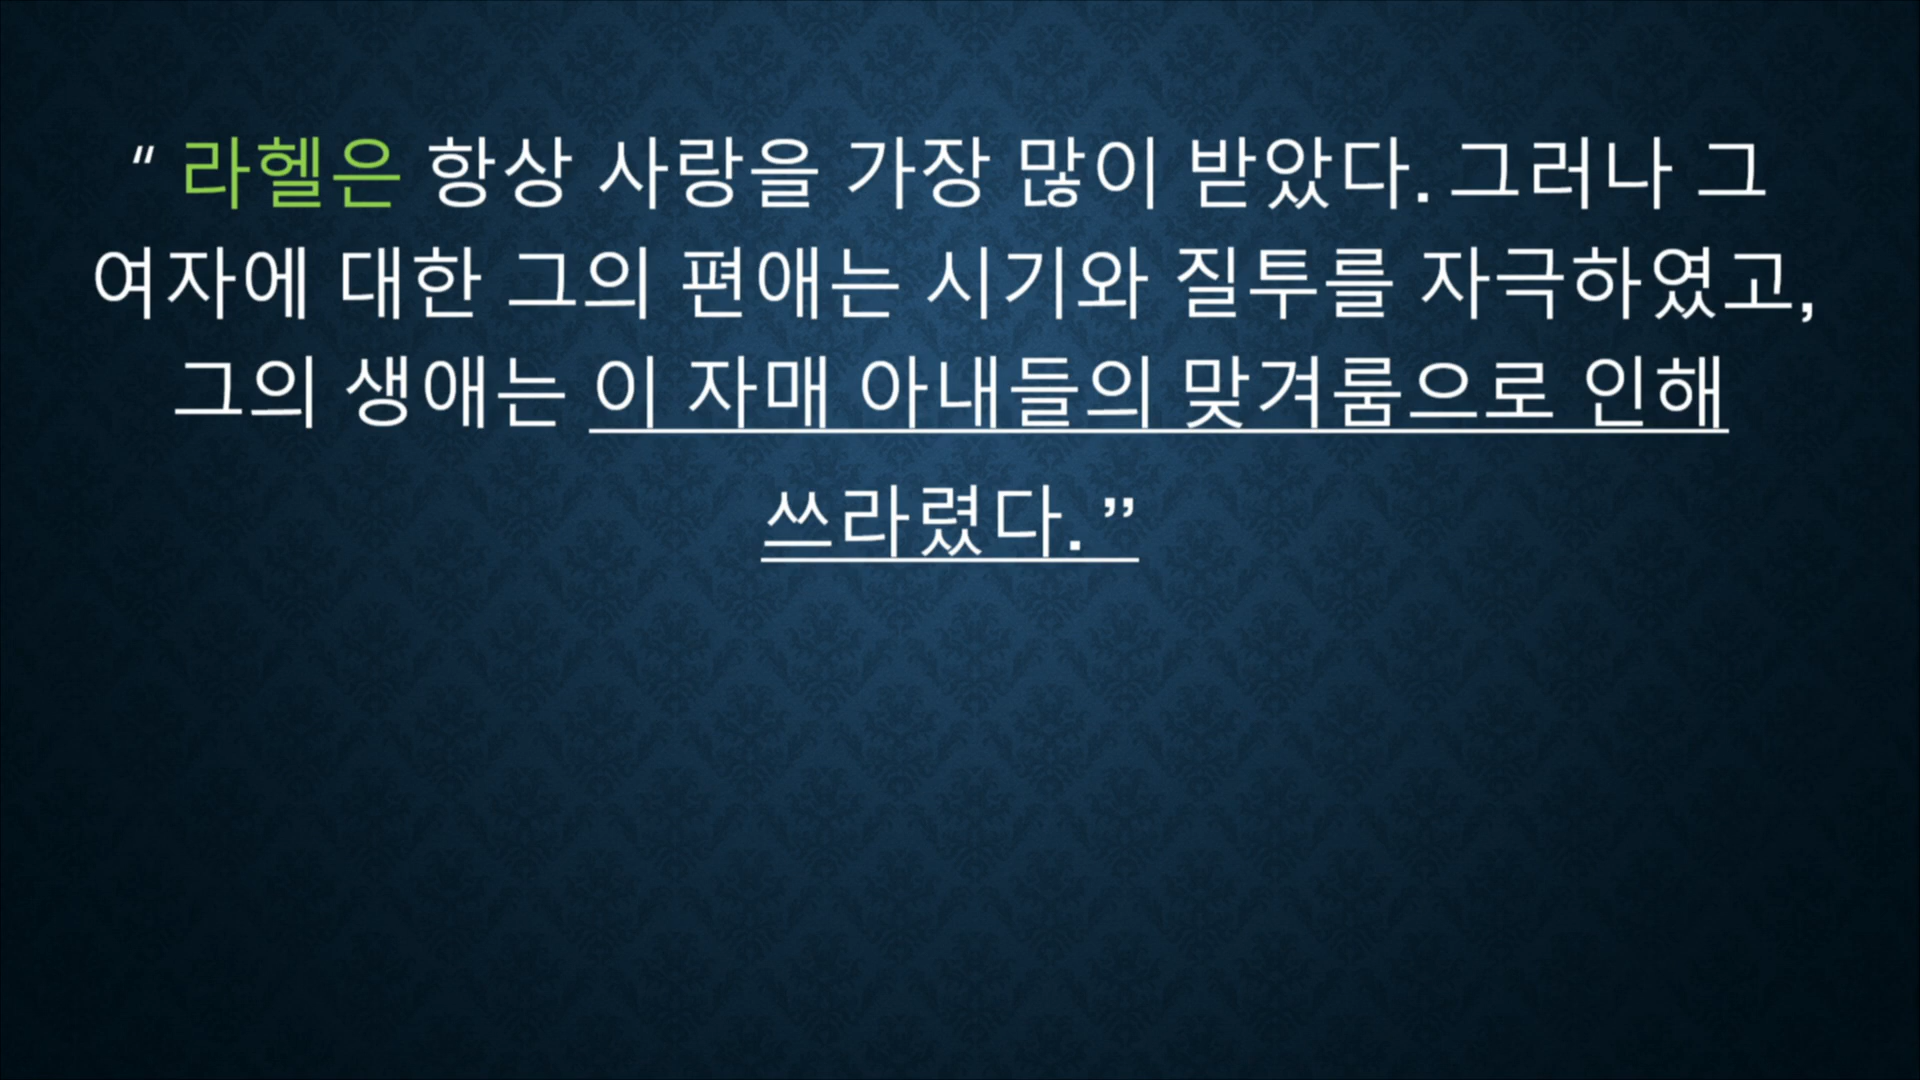 “ 라헬은 항상 사랑을 가장 많이 받았다. 그러나 그
여자에 대한 그의 편애는 시기와 질투를 자극하였고,
그의 생애는 이 자매 아내들의 맞겨룸으로 인해
쓰라렸다. ”